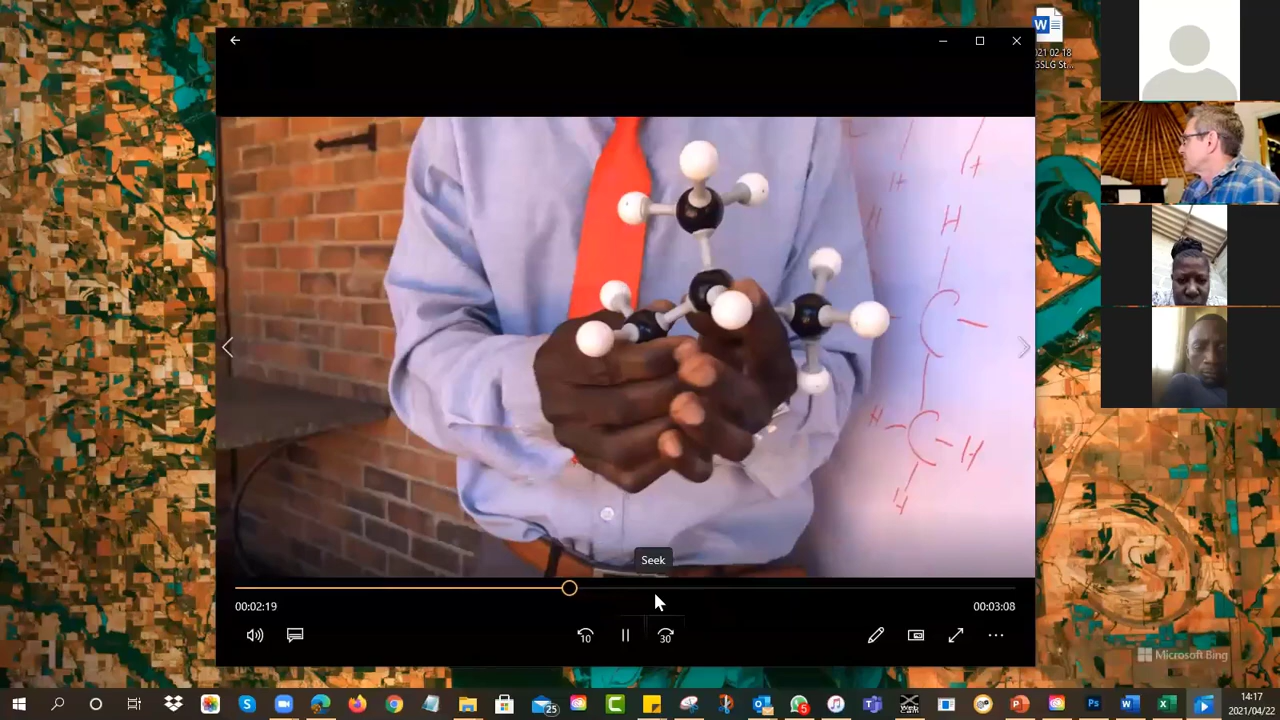 2021 02 18
GSLG St...
H
H
H
H
C
C
H
H
H
Seek
00:02:19
00:03:08
10
30
Microsoft Bing
25
5
14:17
2021/04/22